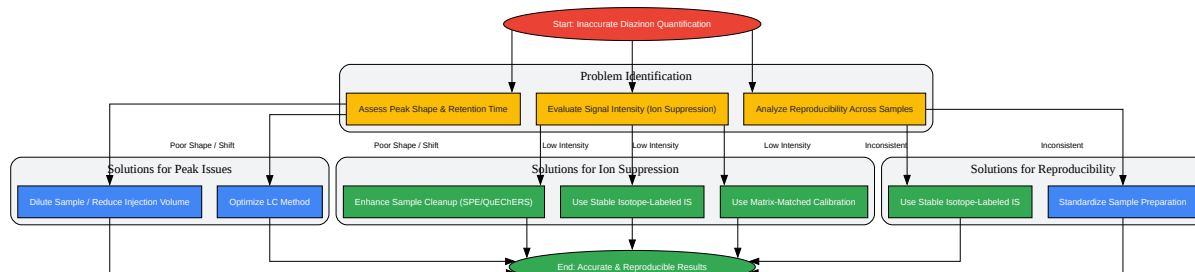 Start: Inaccurate Diazinon Quantification
Problem Identification
Assess Peak Shape & Retention Time
Evaluate Signal Intensity (Ion Suppression)
Analyze Reproducibility Across Samples
Poor Shape / Shift
Poor Shape / Shift
Low Intensity
Low Intensity
Low Intensity
Inconsistent
Inconsistent
Solutions for Peak Issues
Solutions for Ion Suppression
Solutions for Reproducibility
Dilute Sample / Reduce Injection Volume
Optimize LC Method
Enhance Sample Cleanup (SPE/QuEChERS)
Use Stable Isotope-Labeled IS
Use Matrix-Matched Calibration
Use Stable Isotope-Labeled IS
Standardize Sample Preparation
End: Accurate & Reproducible Results